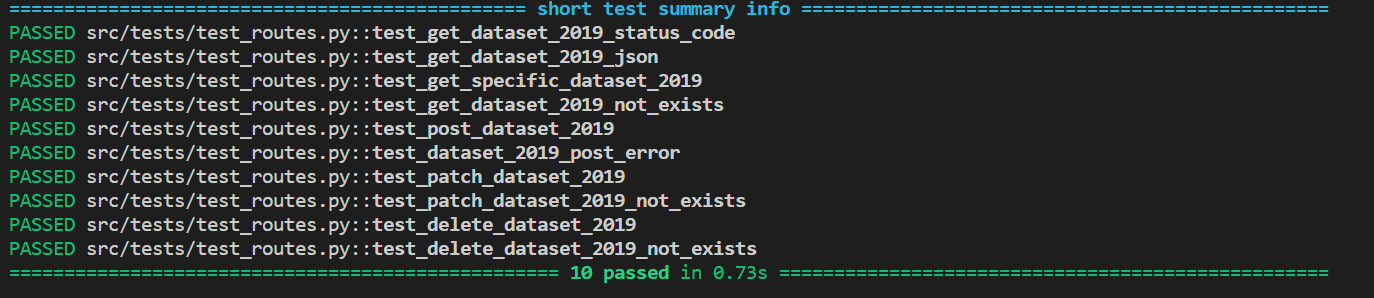 =============================================== short test summary info ================================================
PASSED src/tests/test_routes.py::test_get_dataset_2019_status_code
PASSED src/tests/test_routes.py::test_get_dataset_2019_json
PASSED src/tests/test_routes.py::test_get_specific_dataset_2019
PASSED src/tests/test_routes.py::test_get_dataset_2019_not_exists
PASSED src/tests/test_routes.py::test_post_dataset_2019
PASSED src/tests/test_routes.py::test_dataset_2019_post_error
PASSED src/tests/test_routes.py::test_patch_dataset_2019
PASSED src/tests/test_routes.py::test_patch_dataset_2019_not_exists
PASSED src/tests/test_routes.py::test_delete_dataset_2019
PASSED src/tests/test_routes.py::test_delete_dataset_2019_not_exists
================================================== 10 passed in 0.73s ==================================================